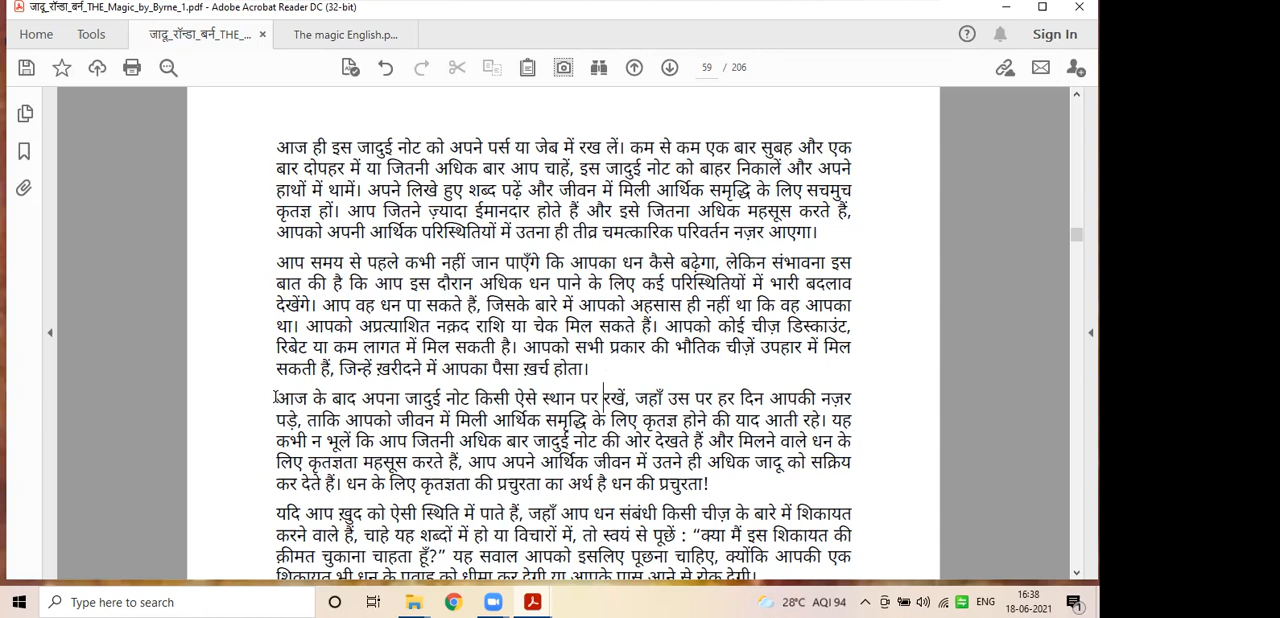 जादू_रॉन्डा_बर्न_THE_Magic_by_Byrne_1.pdf - Adobe Acrobat Reader DC (32-bit)
Home Tools जादू_रॉन्डा_बर्न_THE_... × The magic English.p... Sign In
59 / 206
आज ही इस जादुई नोट को अपने पर्स या जेब में रख लें। कम से कम एक बार सुबह और एक
बार दोपहर में या जितनी अधिक बार आप चाहें, इस जादुई नोट को बाहर निकालें और अपने
हाथों में थामें। अपने लिखे हुए शब्द पढ़ें और जीवन में मिली आर्थिक समृद्धि के लिए सचमुच
कृतज्ञ हों। आप जितने ज़्यादा ईमानदार होते हैं और इसे जितना अधिक महसूस करते हैं,
आपको अपनी आर्थिक परिस्थितियों में उतना ही तीव्र चमत्कारिक परिवर्तन नज़र आएगा।
आप समय से पहले कभी नहीं जान पाएँगे कि आपका धन कैसे बढ़ेगा, लेकिन संभावना इस
बात की है कि आप इस दौरान अधिक धन पाने के लिए कई परिस्थितियों में भारी बदलाव
देखेंगे। आप वह धन पा सकते हैं, जिसके बारे में आपको अहसास ही नहीं था कि वह आपका
था। आपको अप्रत्याशित नक़द राशि या चेक मिल सकते हैं। आपको कोई चीज़ डिस्काउंट,
रिबेट या कम लागत में मिल सकती है। आपको सभी प्रकार की भौतिक चीज़ें उपहार में मिल
सकती हैं, जिन्हें ख़रीदने में आपका पैसा ख़र्च होता।
आज के बाद अपना जादुई नोट किसी ऐसे स्थान पर रखें, जहाँ उस पर हर दिन आपकी नज़र
पड़े, ताकि आपको जीवन में मिली आर्थिक समृद्धि के लिए कृतज्ञ होने की याद आती रहे। यह
कभी न भूलें कि आप जितनी अधिक बार जादुई नोट की ओर देखते हैं और मिलने वाले धन के
लिए कृतज्ञता महसूस करते हैं, आप अपने आर्थिक जीवन में उतने ही अधिक जादू को सक्रिय
कर देते हैं। धन के लिए कृतज्ञता की प्रचुरता का अर्थ है धन की प्रचुरता!
यदि आप ख़ुद को ऐसी स्थिति में पाते हैं, जहाँ आप धन संबंधी किसी चीज़ के बारे में शिकायत
करने वाले हैं, चाहे यह शब्दों में हो या विचारों में, तो स्वयं से पूछें : “क्या मैं इस शिकायत की
क़ीमत चुकाना चाहता हूँ?” यह सवाल आपको इसलिए पूछना चाहिए, क्योंकि आपकी एक
शिकायत भी धन के प्रवाह को धीमा कर देगी या आपके पास आने से रोक देगी।
Type here to search 28°C AQI 94 ENG 16:38
18-06-2021